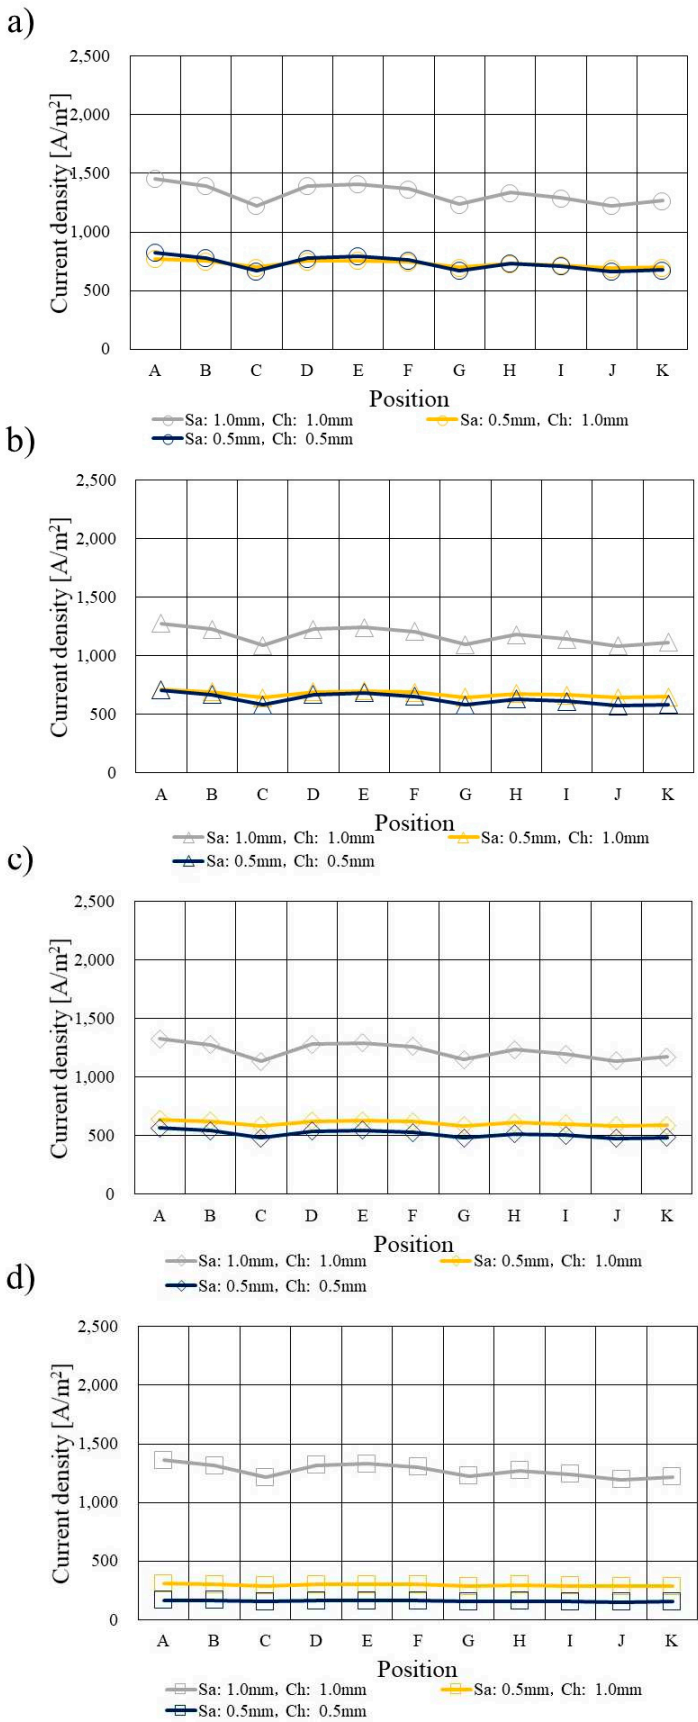 a)
Current density [A/m²]
2,500
2,000
1,500
1,000
500
0
A B C D E F G H I J K
Position
Sa: 1.0mm, Ch: 1.0mm
Sa: 0.5mm, Ch: 1.0mm
Sa: 0.5mm, Ch: 0.5mm
b)
Current density [A/m²]
2,500
2,000
1,500
1,000
500
0
A B C D E F G H I J K
Position
Sa: 1.0mm, Ch: 1.0mm
Sa: 0.5mm, Ch: 1.0mm
Sa: 0.5mm, Ch: 0.5mm
c)
Current density [A/m²]
2,500
2,000
1,500
1,000
500
0
A B C D E F G H I J K
Position
Sa: 1.0mm, Ch: 1.0mm
Sa: 0.5mm, Ch: 1.0mm
Sa: 0.5mm, Ch: 0.5mm
d)
Current density [A/m²]
2,500
2,000
1,500
1,000
500
0
A B C D E F G H I J K
Position
Sa: 1.0mm, Ch: 1.0mm
Sa: 0.5mm, Ch: 1.0mm
Sa: 0.5mm, Ch: 0.5mm